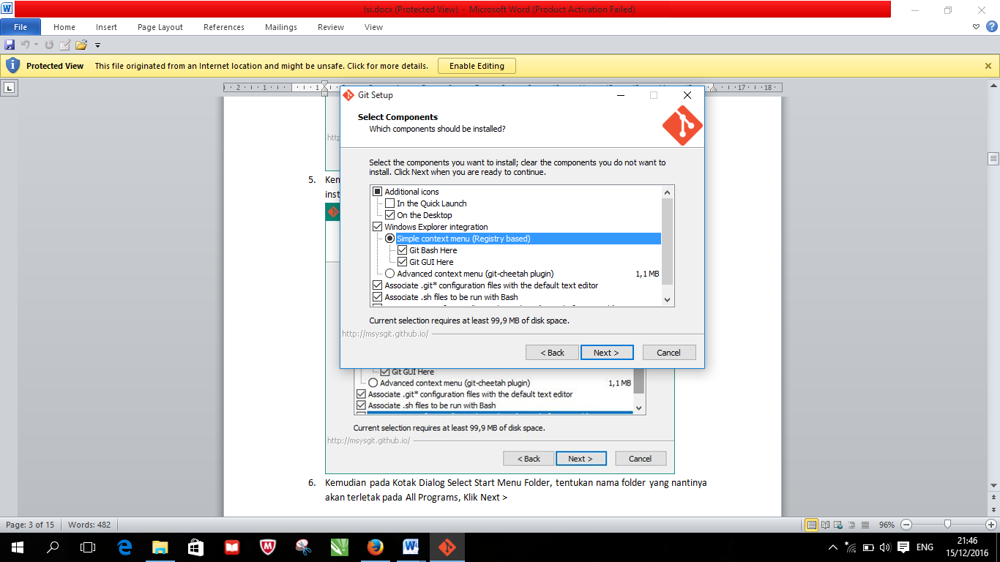 Isi.docx (Protected View) - Microsoft Word (Product Activation Failed)
File Home Insert Page Layout References Mailings Review View
Protected View This file originated from an Internet location and might be unsafe. Click for more details. Enable Editing
2 1 1 17 18
Git Setup
Select Components
Which components should be installed?
Select the components you want to install; clear the components you do not want to
install. Click Next when you are ready to continue.
Additional icons
In the Quick Launch
On the Desktop
Windows Explorer integration
Simple context menu (Registry based)
Git Bash Here
Git GUI Here
Advanced context menu (git-cheetah plugin) 1,1 MB
Associate .git* configuration files with the default text editor
Associate .sh files to be run with Bash
Current selection requires at least 99,9 MB of disk space.
http://msysgit.github.io/
< Back Next > Cancel
http
5. Kem
inst
Git GUI Here
Advanced context menu (git-cheetah plugin) 1,1 MB
Associate .git* configuration files with the default text editor
Associate .sh files to be run with Bash
Current selection requires at least 99,9 MB of disk space.
http://msysgit.github.io/
< Back Next > Cancel
6. Kemudian pada Kotak Dialog Select Start Menu Folder, tentukan nama folder yang nantinya
akan terletak pada All Programs, Klik Next >
Page: 3 of 15 Words: 482 96%
ENG 21:46
15/12/2016